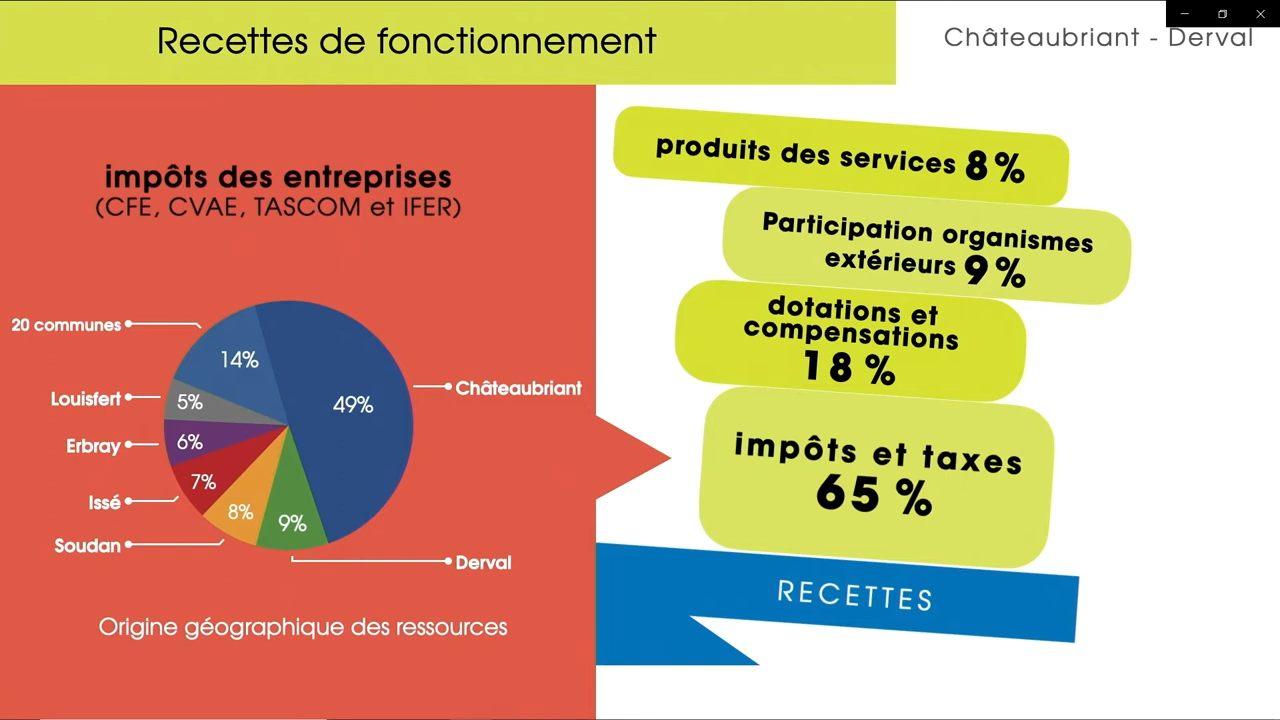 Recettes de fonctionnement
Châteaubriant - Derval
impôts des entreprises
(CFE, CVAE, TASCOM et IFER)
20 communes
14%
49%
Châteaubriant
Louisfert
5%
Erbray
6%
Issé
7%
Soudan
8%
9%
Derval
Origine géographique des ressources
produits des services 8%
Participation organismes
extérieurs 9%
dotations et
compensations
18 %
impôts et taxes
65 %
RECETTES